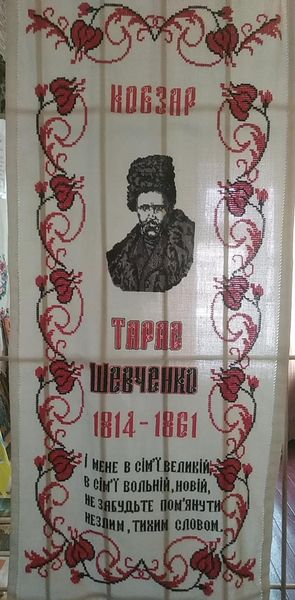 КОБЗАР
ТАРАС
ШЕВЧЕНКО
1814-1861
І МЕНЕ В СІМ'Ї ВЕЛИКІЙ,
В СІМ'Ї ВОЛЬНІЙ, НОВІЙ,
НЕ ЗАБУДЬТЕ ПОМ'ЯНУТИ
НЕЗЛИМ, ТИХИМ СЛОВОМ.